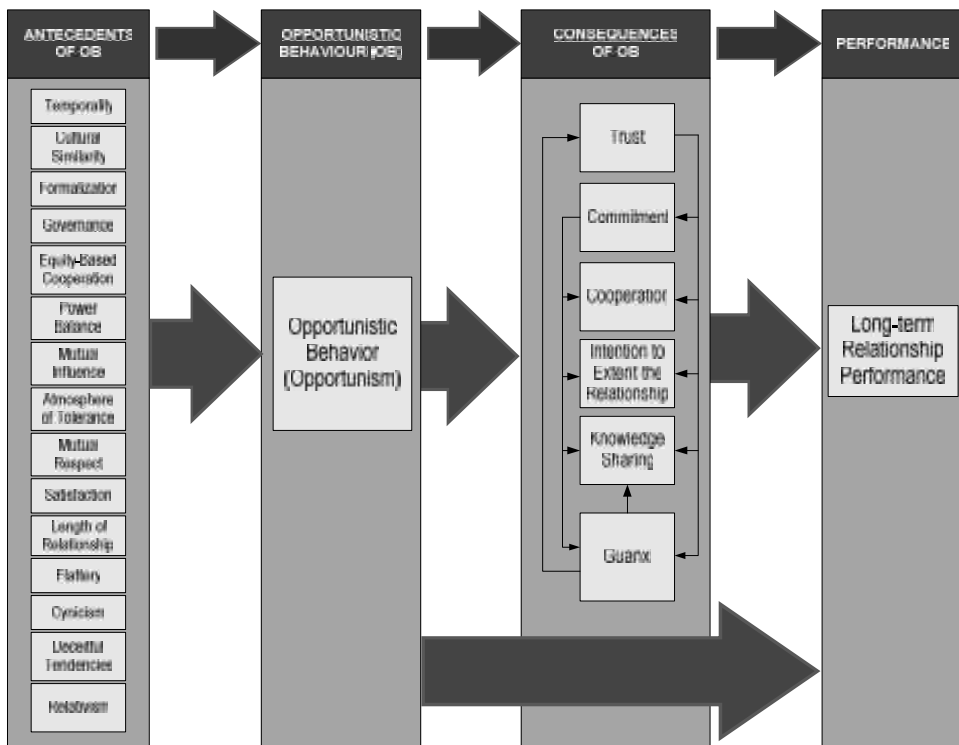 ANTECEDENTS
OF OB
OPPORTUNISTIC
BEHAVIOUR (OB)
CONSEQUENCES
OF OB
PERFORMANCE
Temporality
Cultural
Similarity
Formalization
Governance
Equity-Based
Cooperation
Power
Balance
Mutual
Influence
Atmosphere
of Tolerance
Mutual
Respect
Satisfaction
Length of
Relationship
Flattery
Cynicism
Deceitful
Tendencies
Relativism
Opportunistic
Behavior
(Opportunism)
Trust
Commitment
Cooperation
Intention to
Extent the
Relationship
Knowledge
Sharing
Guanxi
Long-term
Relationship
Performance